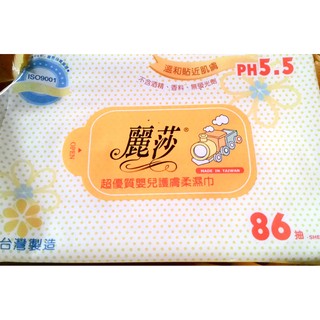 ISO9001
溫和貼近肌膚
PH5.5
不含酒精、香料、無螢光劑
OPEN
麗莎®
MADE IN TAIWAN
超優質嬰兒護膚柔濕巾
86抽
台灣製造